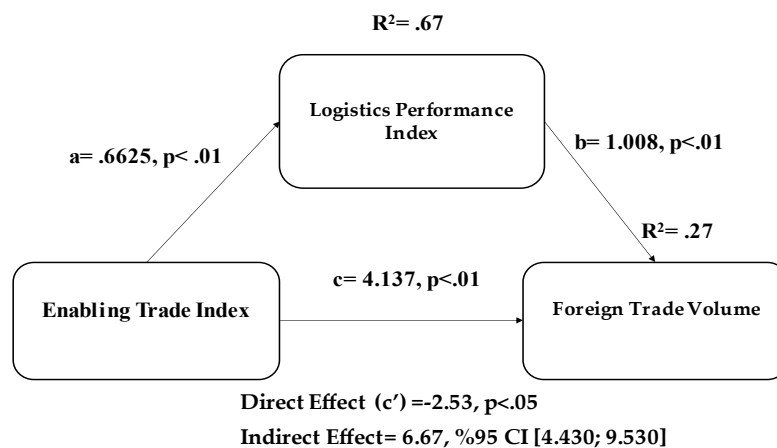 R²= .67
Logistics Performance
Index
a= .6625, p< .01
b= 1.008, p<.01
R²= .27
Enabling Trade Index
c= 4.137, p<.01
Foreign Trade Volume
Direct Effect (c’) =-2.53, p<.05
Indirect Effect= 6.67, %95 CI [4.430; 9.530]